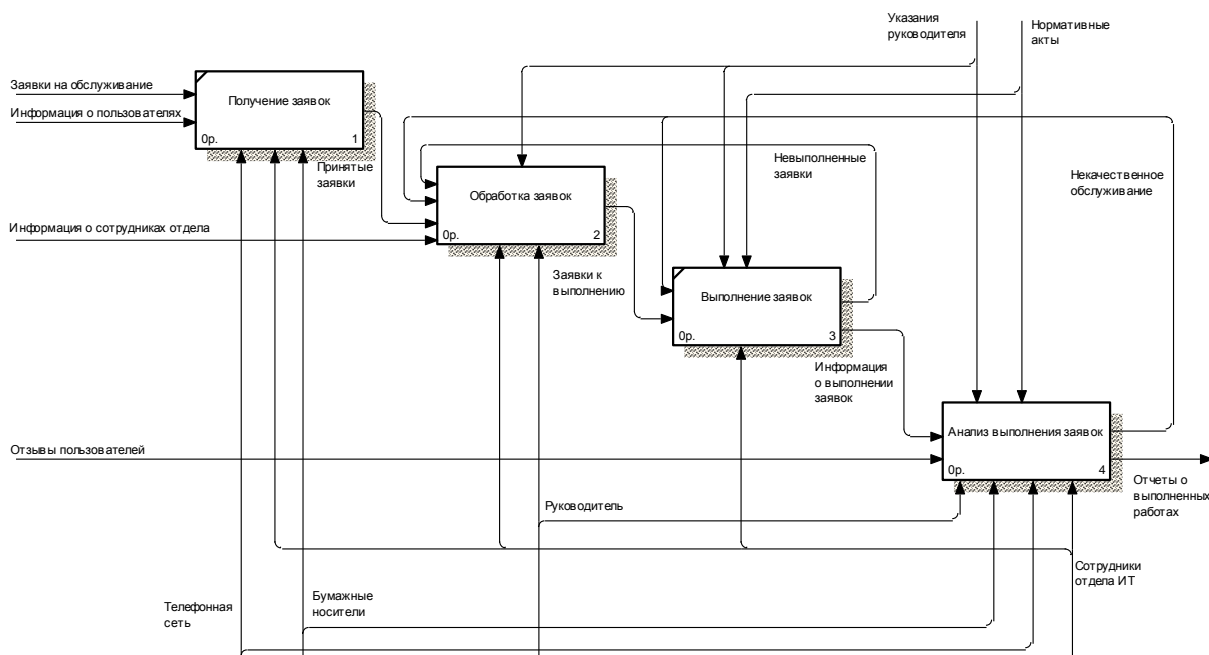 Указания
руководителя
Нормативные
акты
Заявки на обслуживание
Информация о пользователях
Получение заявок
0р.
1
Принятые
заявки
Невыполненные
заявки
Некачественное
обслуживание
Обработка заявок
0р.
2
Информация о сотрудниках отдела
Заявки к
выполнению
Выполнение заявок
0р.
3
Информация
о выполнении
заявок
Анализ выполнения заявок
0р.
4
Отзывы пользователей
Отчеты о
выполненных
работах
Руководитель
Сотрудники
отдела ИТ
Бумажные
носители
Телефонная
сеть